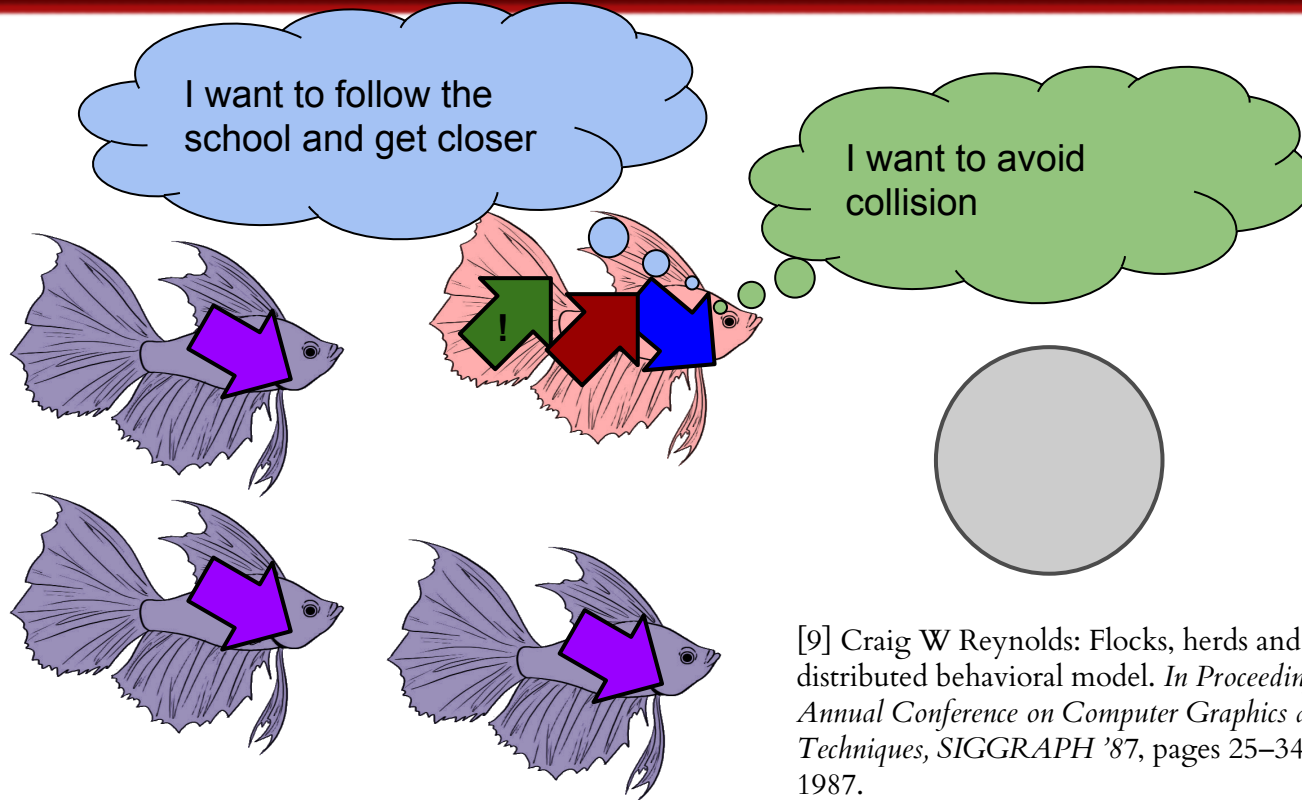 I want to follow the
school and get closer
I want to avoid
collision
!
[9] Craig W Reynolds: Flocks, herds and
distributed behavioral model. In Proceedin
Annual Conference on Computer Graphics a
Techniques, SIGGRAPH '87, pages 25–34
1987.